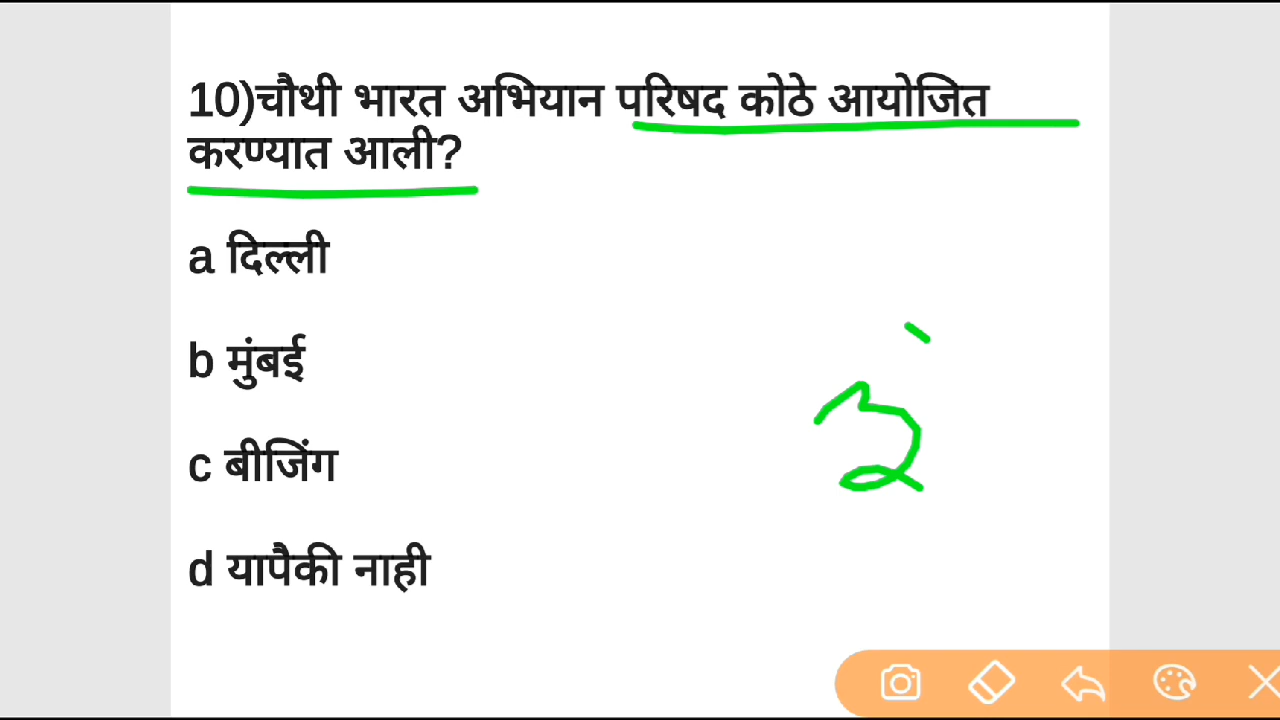 10)चौथी भारत अभियान परिषद कोठे आयोजित
करण्यात आली?
a दिल्ली
b मुंबई
c बीजिंग
d यापैकी नाही